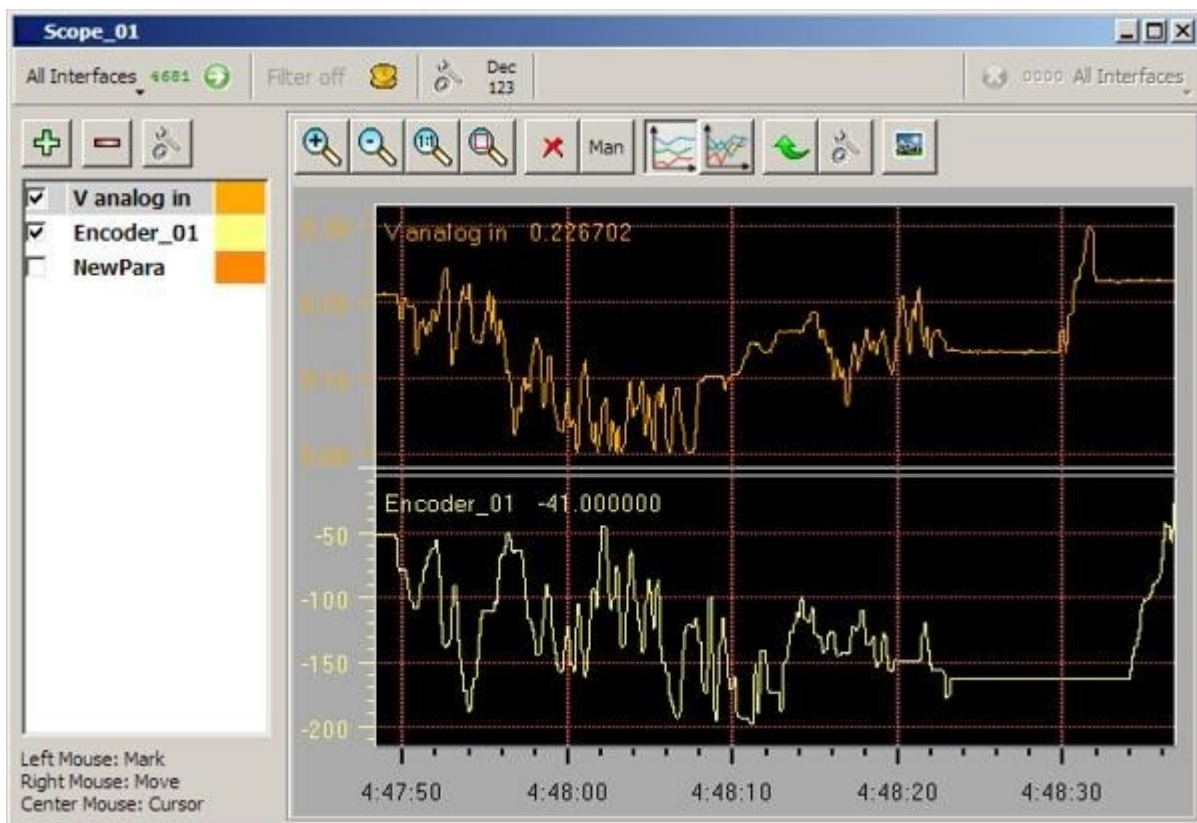 Scope_01
All Interfaces 4681 Filter off Dec 123 0000 All Interfaces
1:1 Man
V analog in
Encoder_01
NewPara
V analog in 0.226702
Encoder_01 -41.000000
-50
-100
-150
-200
4:47:50 4:48:00 4:48:10 4:48:20 4:48:30
Left Mouse: Mark
Right Mouse: Move
Center Mouse: Cursor